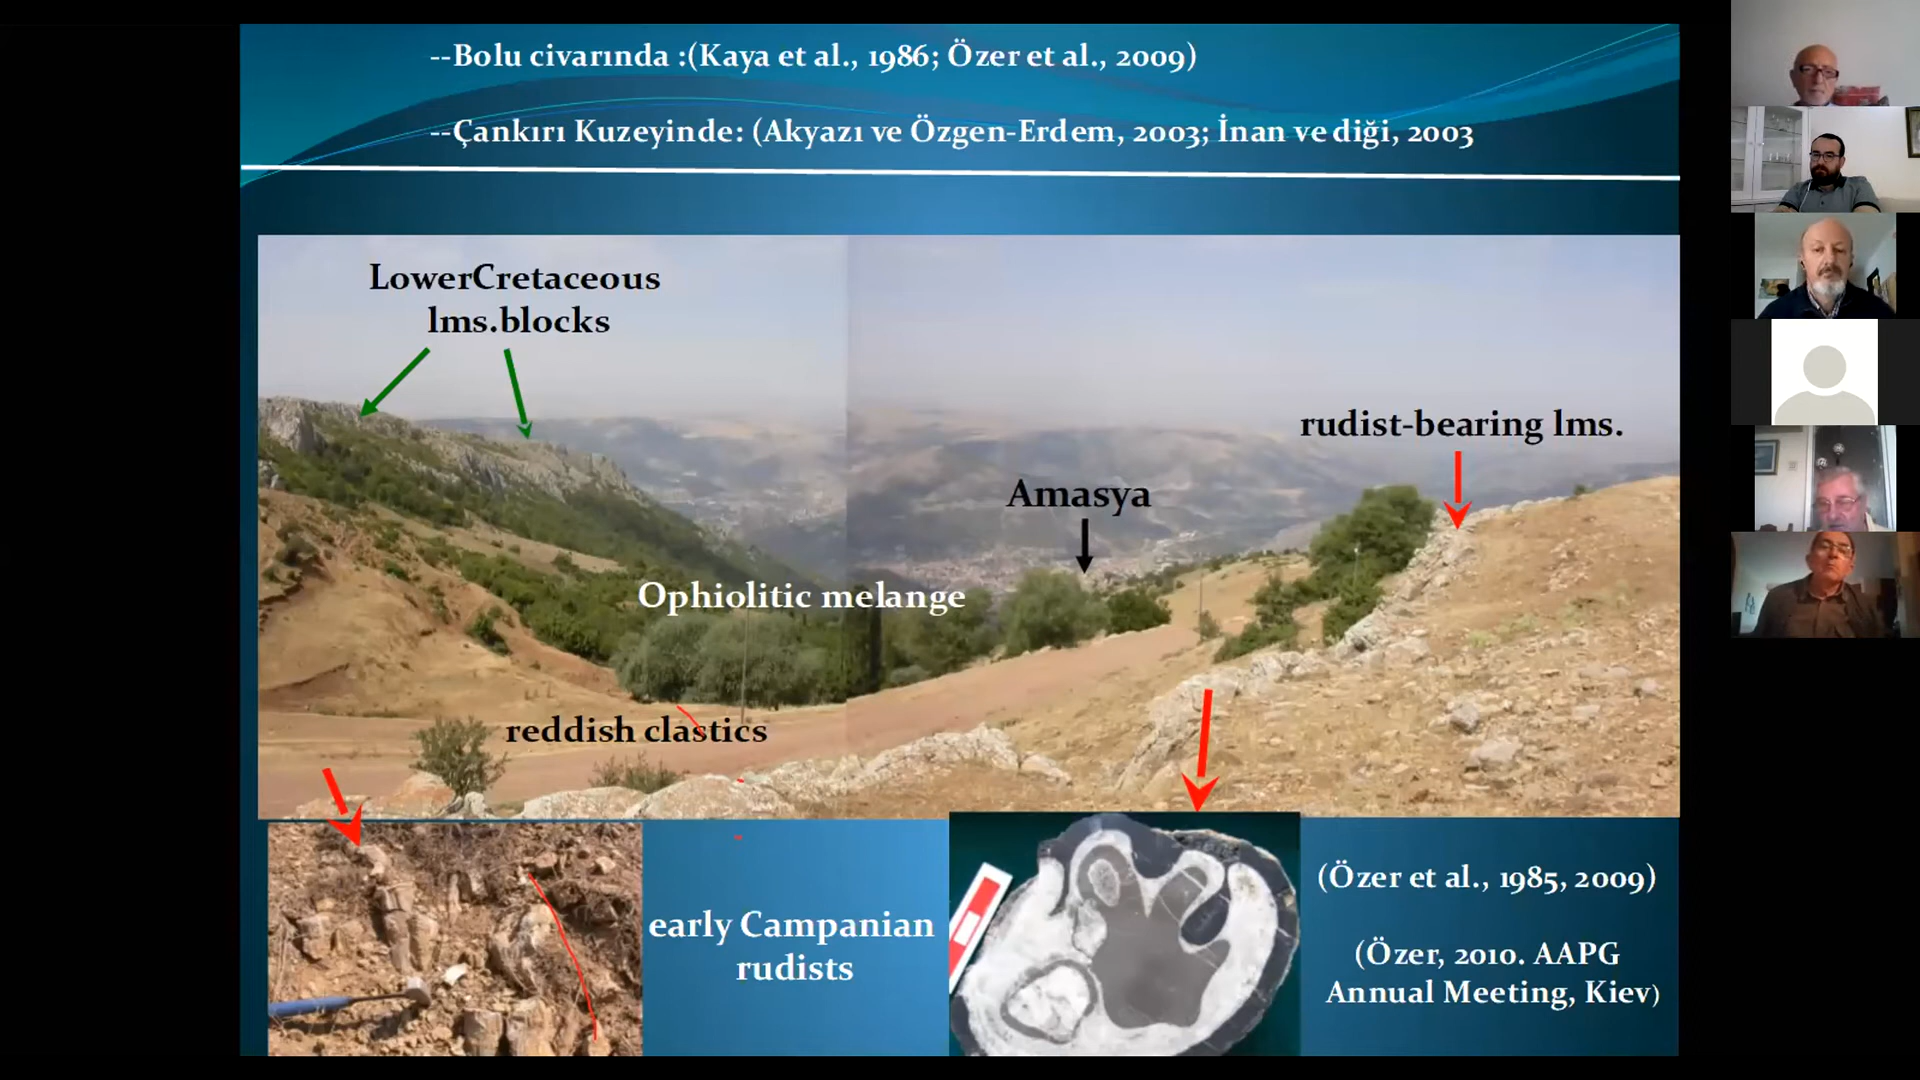 --Bolu civarında :(Kaya et al., 1986; Özer et al., 2009)
--Çankırı Kuzeyinde: (Akyazı ve Özgen-Erdem, 2003; İnan ve diği, 2003
LowerCretaceous
lms.blocks
rudist-bearing lms.
Amasya
Ophiolitic melange
reddish clastics
early Campanian
rudists
(Özer et al., 1985, 2009)
(Özer, 2010. AAPG
Annual Meeting, Kiev)